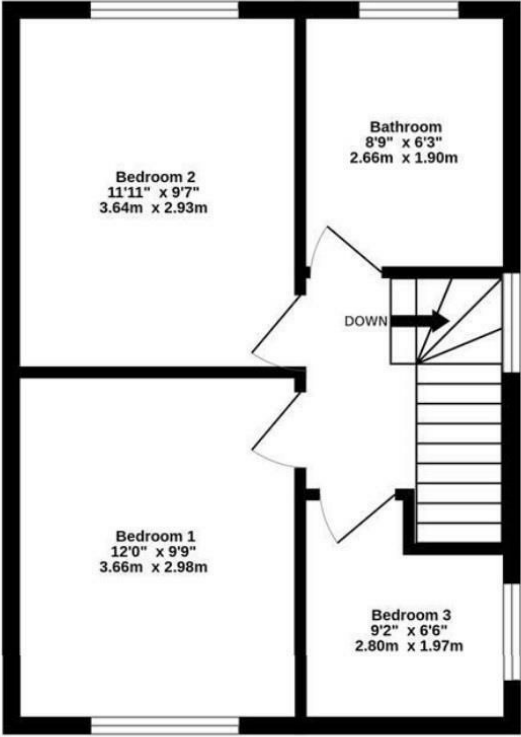 Bathroom
8'9" x 6'3"
2.66m x 1.90m
Bedroom 2
11'11" x 9'7"
3.64m x 2.93m
DOWN
Bedroom 1
12'0" x 9'9"
3.66m x 2.98m
Bedroom 3
9'2" x 6'6"
2.80m x 1.97m